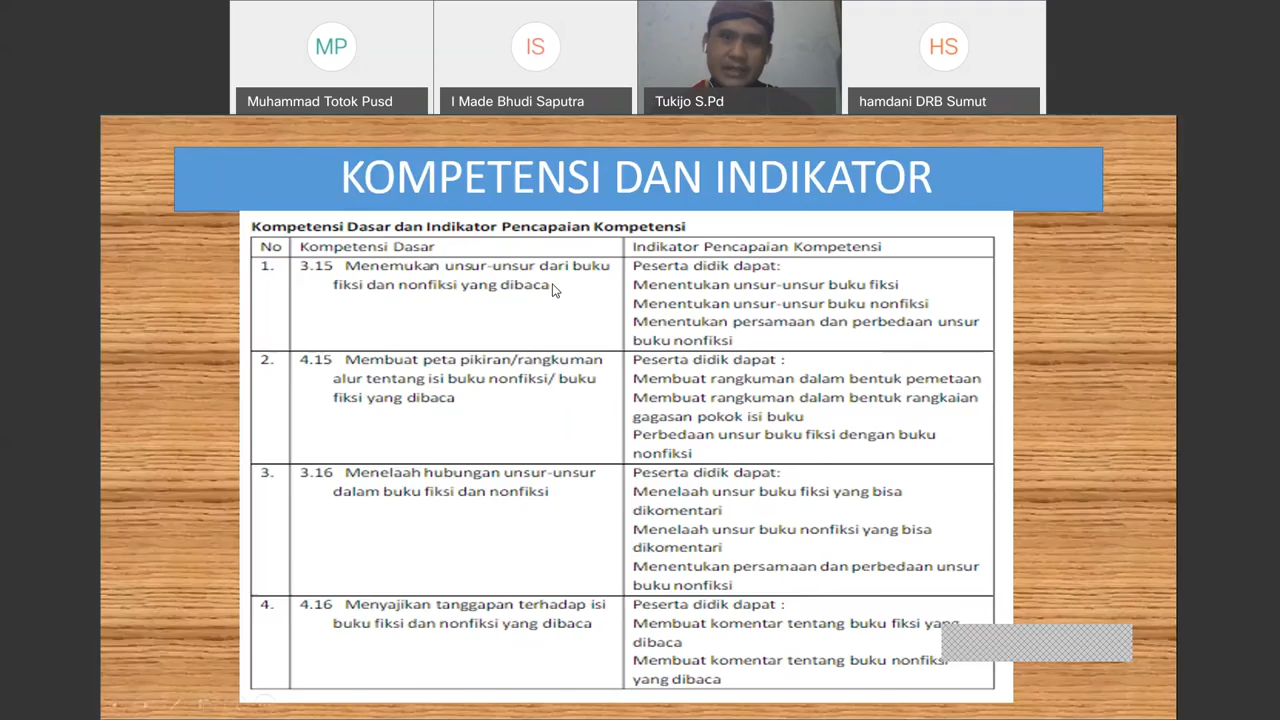 MP
IS
HS
Muhammad Totok Pusd
I Made Bhudi Saputra
Tukijo S.Pd
hamdani DRB Sumut
KOMPETENSI DAN INDIKATOR
Kompetensi Dasar dan Indikator Pencapaian Kompetensi
No
Kompetensi Dasar
Indikator Pencapaian Kompetensi
1.
3.15 Menemukan unsur-unsur dari buku
fiksi dan nonfiksi yang dibaca
Peserta didik dapat:
Menentukan unsur-unsur buku fiksi
Menentukan unsur-unsur buku nonfiksi
Menentukan persamaan dan perbedaan unsur
buku nonfiksi
2.
4.15 Membuat peta pikiran/rangkuman
alur tentang isi buku nonfiksi/ buku
fiksi yang dibaca
Peserta didik dapat :
Membuat rangkuman dalam bentuk pemetaan
Membuat rangkuman dalam bentuk rangkaian
gagasan pokok isi buku
Perbedaan unsur buku fiksi dengan buku
nonfiksi
3.
3.16 Menelaah hubungan unsur-unsur
dalam buku fiksi dan nonfiksi
Peserta didik dapat:
Menelaah unsur buku fiksi yang bisa
dikomentari
Menelaah unsur buku nonfiksi yang bisa
dikomentari
Menentukan persamaan dan perbedaan unsur
buku nonfiksi
4.
4.16 Menyajikan tanggapan terhadap isi
buku fiksi dan nonfiksi yang dibaca
Peserta didik dapat :
Membuat komentar tentang buku fiksi yang
dibaca
Membuat komentar tentang buku nonfiksi
yang dibaca